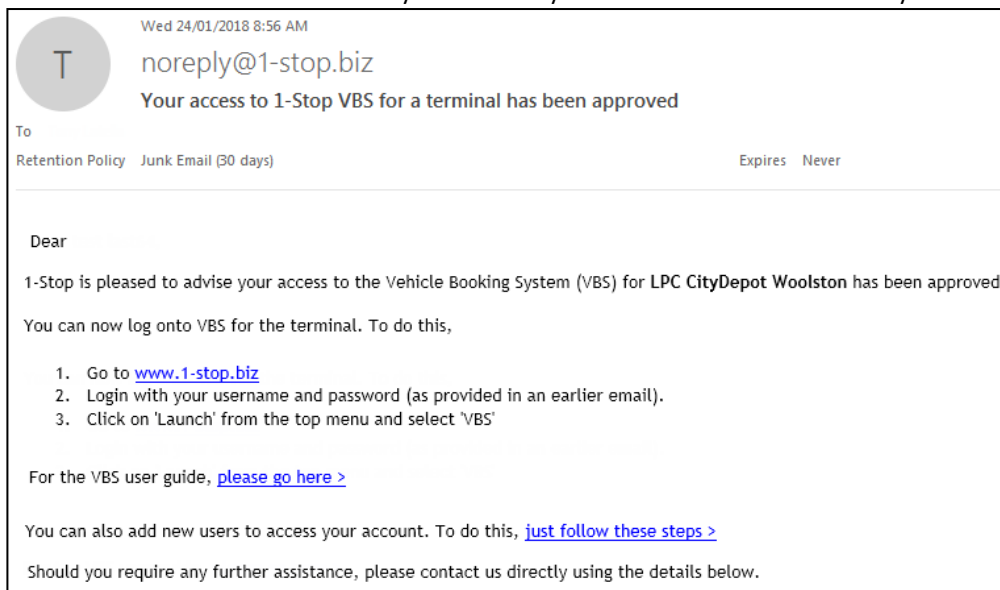 Wed 24/01/2018 8:56 AM
T
noreply@1-stop.biz
Your access to 1-Stop VBS for a terminal has been approved
To
Retention Policy Junk Email (30 days) Expires Never
Dear
1-Stop is pleased to advise your access to the Vehicle Booking System (VBS) for LPC CityDepot Woolston has been approved
You can now log onto VBS for the terminal. To do this,
1. Go to www.1-stop.biz
2. Login with your username and password (as provided in an earlier email).
3. Click on 'Launch' from the top menu and select 'VBS'
For the VBS user guide, please go here >
You can also add new users to access your account. To do this, just follow these steps >
Should you require any further assistance, please contact us directly using the details below.